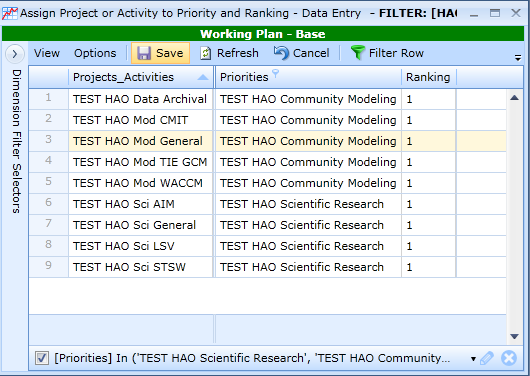 Assign Project or Activity to Priority and Ranking - Data Entry - FILTER: [HAO
Working Plan - Base
View Options Save Refresh Cancel Filter Row
Dimension Filter Selectors
Projects_Activities Priorities Ranking
1 TEST HAO Data Archival TEST HAO Community Modeling 1
2 TEST HAO Mod CMIT TEST HAO Community Modeling 1
3 TEST HAO Mod General TEST HAO Community Modeling 1
4 TEST HAO Mod TIE GCM TEST HAO Community Modeling 1
5 TEST HAO Mod WACCM TEST HAO Community Modeling 1
6 TEST HAO Sci AIM TEST HAO Scientific Research 1
7 TEST HAO Sci General TEST HAO Scientific Research 1
8 TEST HAO Sci LSV TEST HAO Scientific Research 1
9 TEST HAO Sci STSW TEST HAO Scientific Research 1
[Priorities] In ('TEST HAO Scientific Research', 'TEST HAO Community...